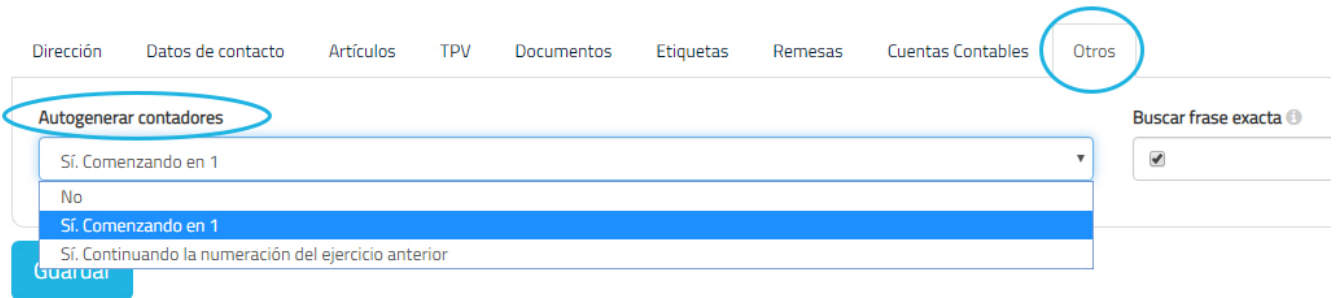 Dirección Datos de contacto Artículos TPV Documentos Etiquetas Remesas Cuentas Contables Otros
Autogenerar contadores Buscar frase exacta
Sí. Comenzando en 1
No
Sí. Comenzando en 1
Sí. Continuando la numeración del ejercicio anterior
Guardar